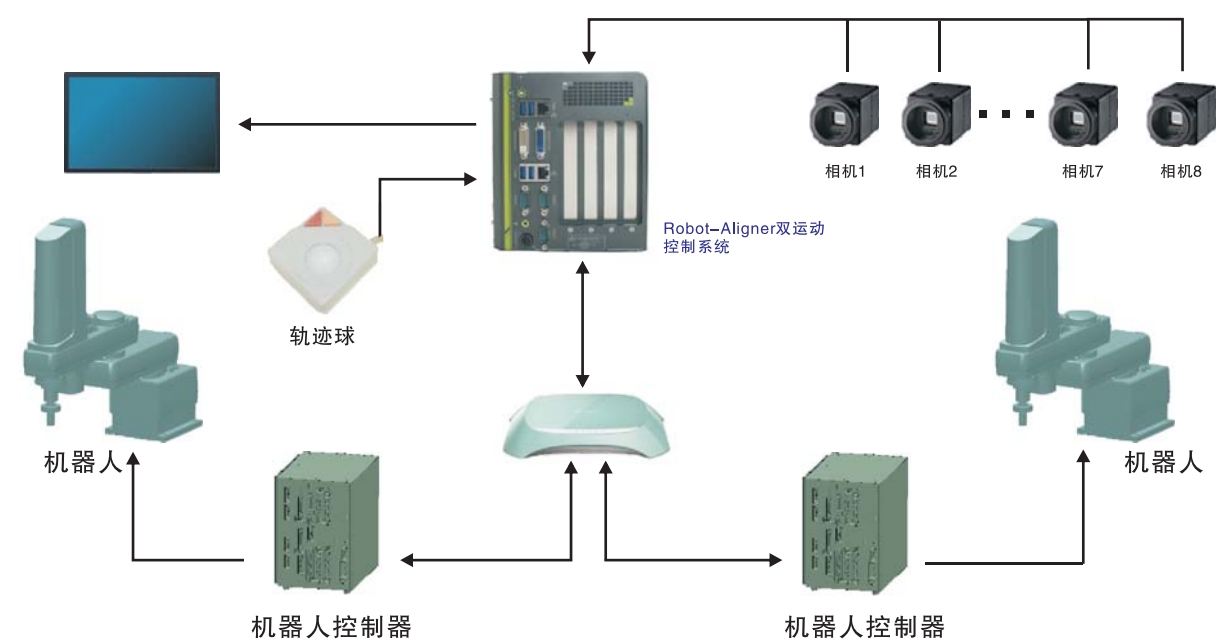 相机1
相机2
相机7
相机8
Robot-Aligner双运动
控制系统
轨迹球
机器人
机器人
机器人控制器
机器人控制器